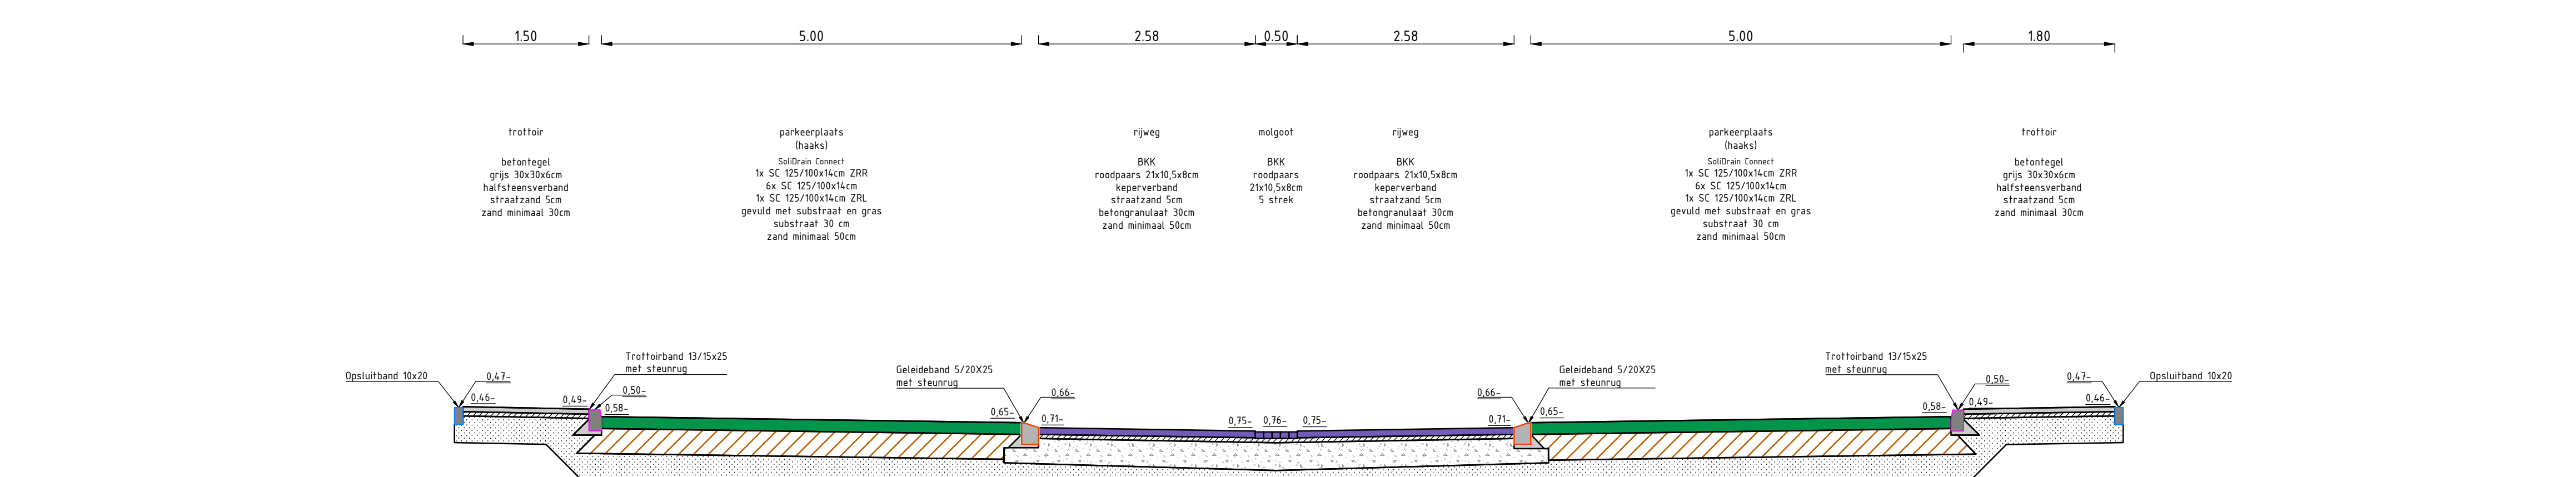 1.50
5.00
2.58
0.50
2.58
5.00
1.80
trottoir
betontegel
grijs 30x30x6cm
halfsteensverband
straatzand 5cm
zand minimaal 30cm
parkeerplaats
(haaks)
SoliDrain Connect
1x SC 125/100x14cm ZRR
6x SC 125/100x14cm
1x SC 125/100x14cm ZRL
gevuld met substraat en gras
substraat 30 cm
zand minimaal 50cm
rijweg
BKK
roodpaars 21x10,5x8cm
keperverband
straatzand 5cm
betongranulaat 30cm
zand minimaal 50cm
molgoot
BKK
roodpaars
21x10,5x8cm
5 strek
rijweg
BKK
roodpaars 21x10,5x8cm
keperverband
straatzand 5cm
betongranulaat 30cm
zand minimaal 50cm
parkeerplaats
(haaks)
SoliDrain Connect
1x SC 125/100x14cm ZRR
6x SC 125/100x14cm
1x SC 125/100x14cm ZRL
gevuld met substraat en gras
substraat 30 cm
zand minimaal 50cm
trottoir
betontegel
grijs 30x30x6cm
halfsteensverband
straatzand 5cm
zand minimaal 30cm
Opsluitband 10x20
0,47-
0,46-
0,49-
Trottoirband 13/15x25
met steunrug
0,50-
0,58-
Geleideband 5/20X25
met steunrug
0,65-
0,66-
0,71-
0,75-
0,76-
0,75-
0,71-
0,66-
Geleideband 5/20X25
met steunrug
0,65-
Trottoirband 13/15x25
met steunrug
0,58-
0,50-
0,49-
0,47-
0,46-
Opsluitband 10x20